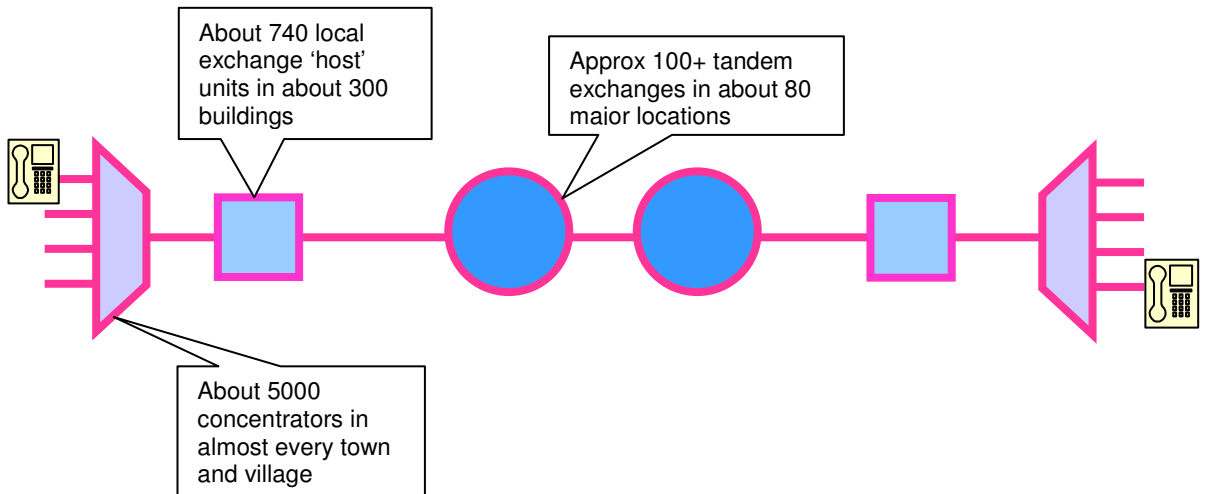 About 740 local
exchange ‘host’
units in about 300
buildings
Approx 100+ tandem
exchanges in about 80
major locations
About 5000
concentrators in
almost every town
and village